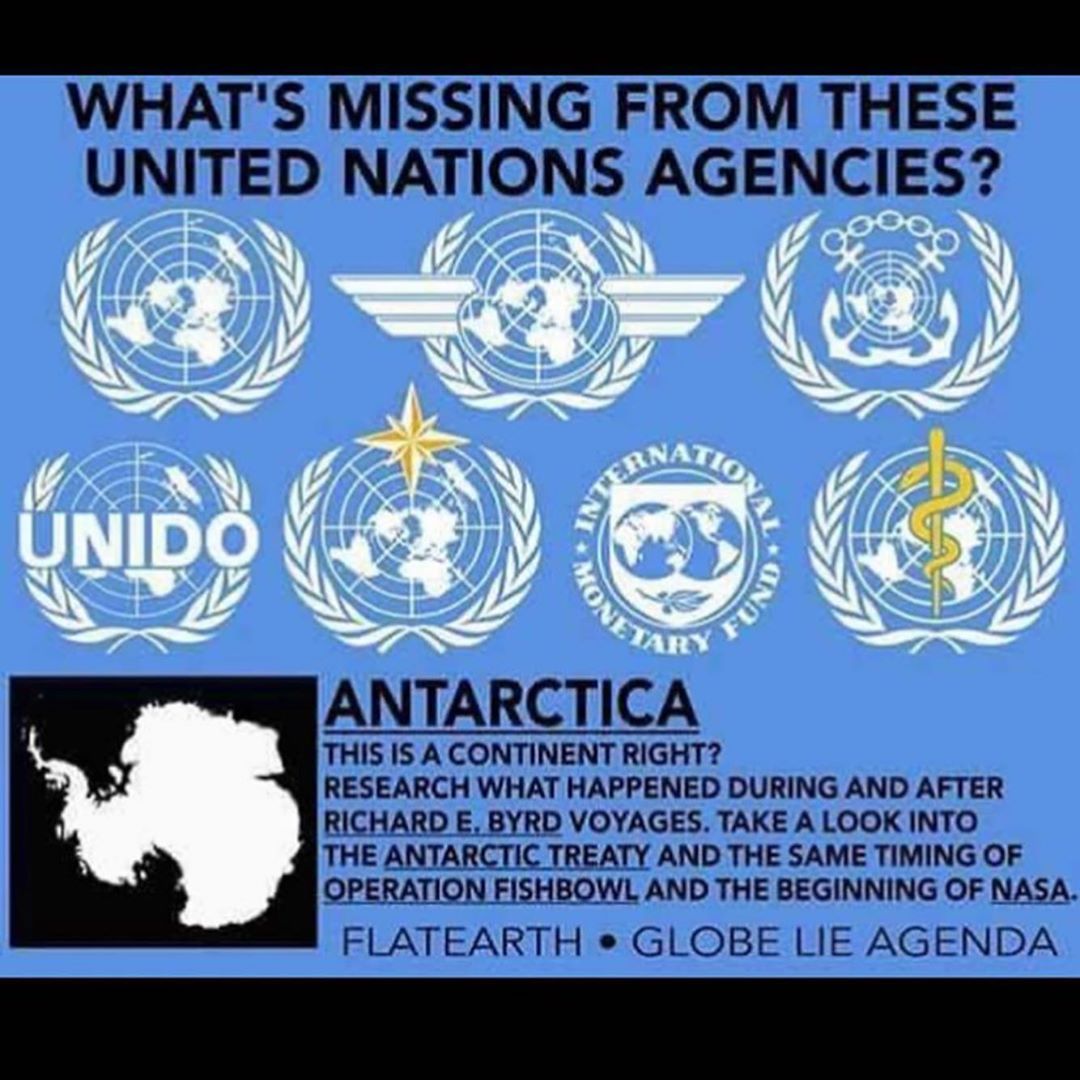 WHAT'S MISSING FROM THESE
UNITED NATIONS AGENCIES?
UNIDO
INTERNATIONAL
MONETARY FUND
ANTARCTICA
THIS IS A CONTINENT RIGHT?
RESEARCH WHAT HAPPENED DURING AND AFTER
RICHARD E. BYRD VOYAGES. TAKE A LOOK INTO
THE ANTARCTIC TREATY AND THE SAME TIMING OF
OPERATION FISHBOWL AND THE BEGINNING OF NASA.
FLATEARTH • GLOBE LIE AGENDA